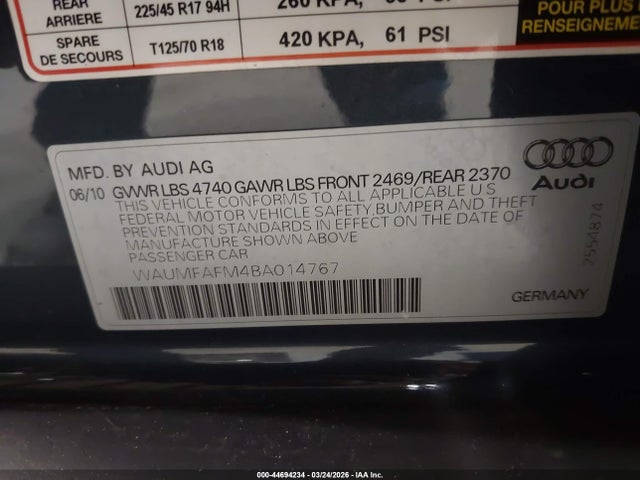 REAR 225/45 R17 94H 260 KPA,
ARRIERE
SPARE T125/70 R18 420 KPA, 61 PSI
DE SECOURS
POUR PLUS
RENSEIGNEME
MFD. BY AUDI AG
06/10 GVWR LBS 4740 GAWR LBS FRONT 2469/REAR 2370
THIS VEHICLE CONFORMS TO ALL APPLICABLE U S
FEDERAL MOTOR VEHICLE SAFETY,BUMPER AND THEFT
PREVENTION STANDARDS IN EFFECT ON THE DATE OF
MANUFACTURE SHOWN ABOVE
PASSENGER CAR
WAUMFAFM4BA014767
Audi
2554874
GERMANY
000-44694234 - 03/24/2026 - IAA Inc.